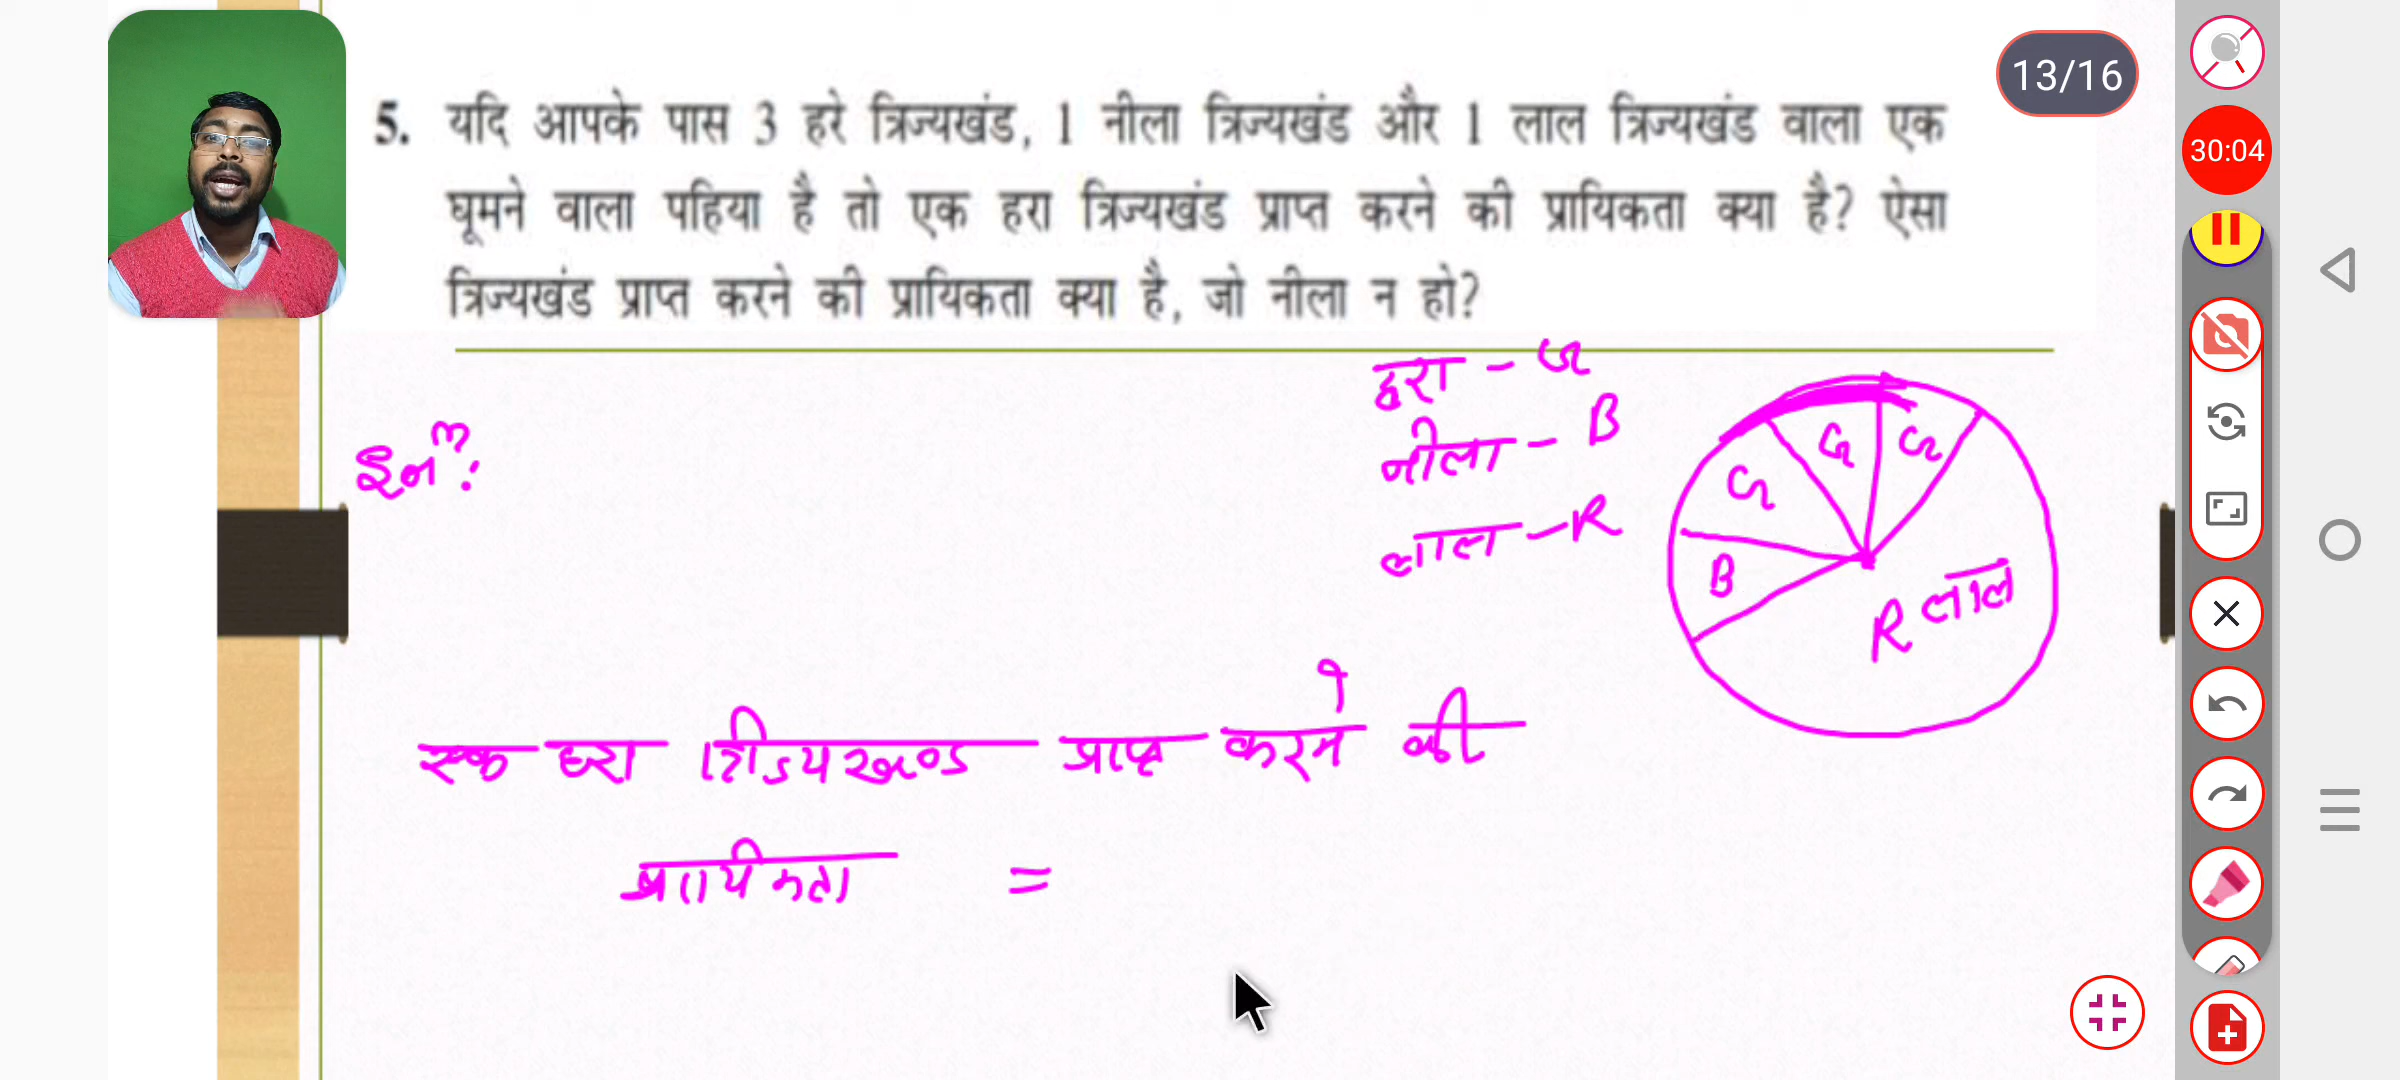 13/16
30:04
5. यदि आपके पास 3 हरे त्रिज्यखंड, 1 नीला त्रिज्यखंड और 1 लाल त्रिज्यखंड वाला एक
घूमने वाला पहिया है तो एक हरा त्रिज्यखंड प्राप्त करने की प्रायिकता क्या है? ऐसा
त्रिज्यखंड प्राप्त करने की प्रायिकता क्या है, जो नीला न हो?
हरा - G
नीला - B
लाल - R
G G G
B
R लाल
एक हरा त्रिज्यखण्ड प्राप्त करने की
प्रायिकता =